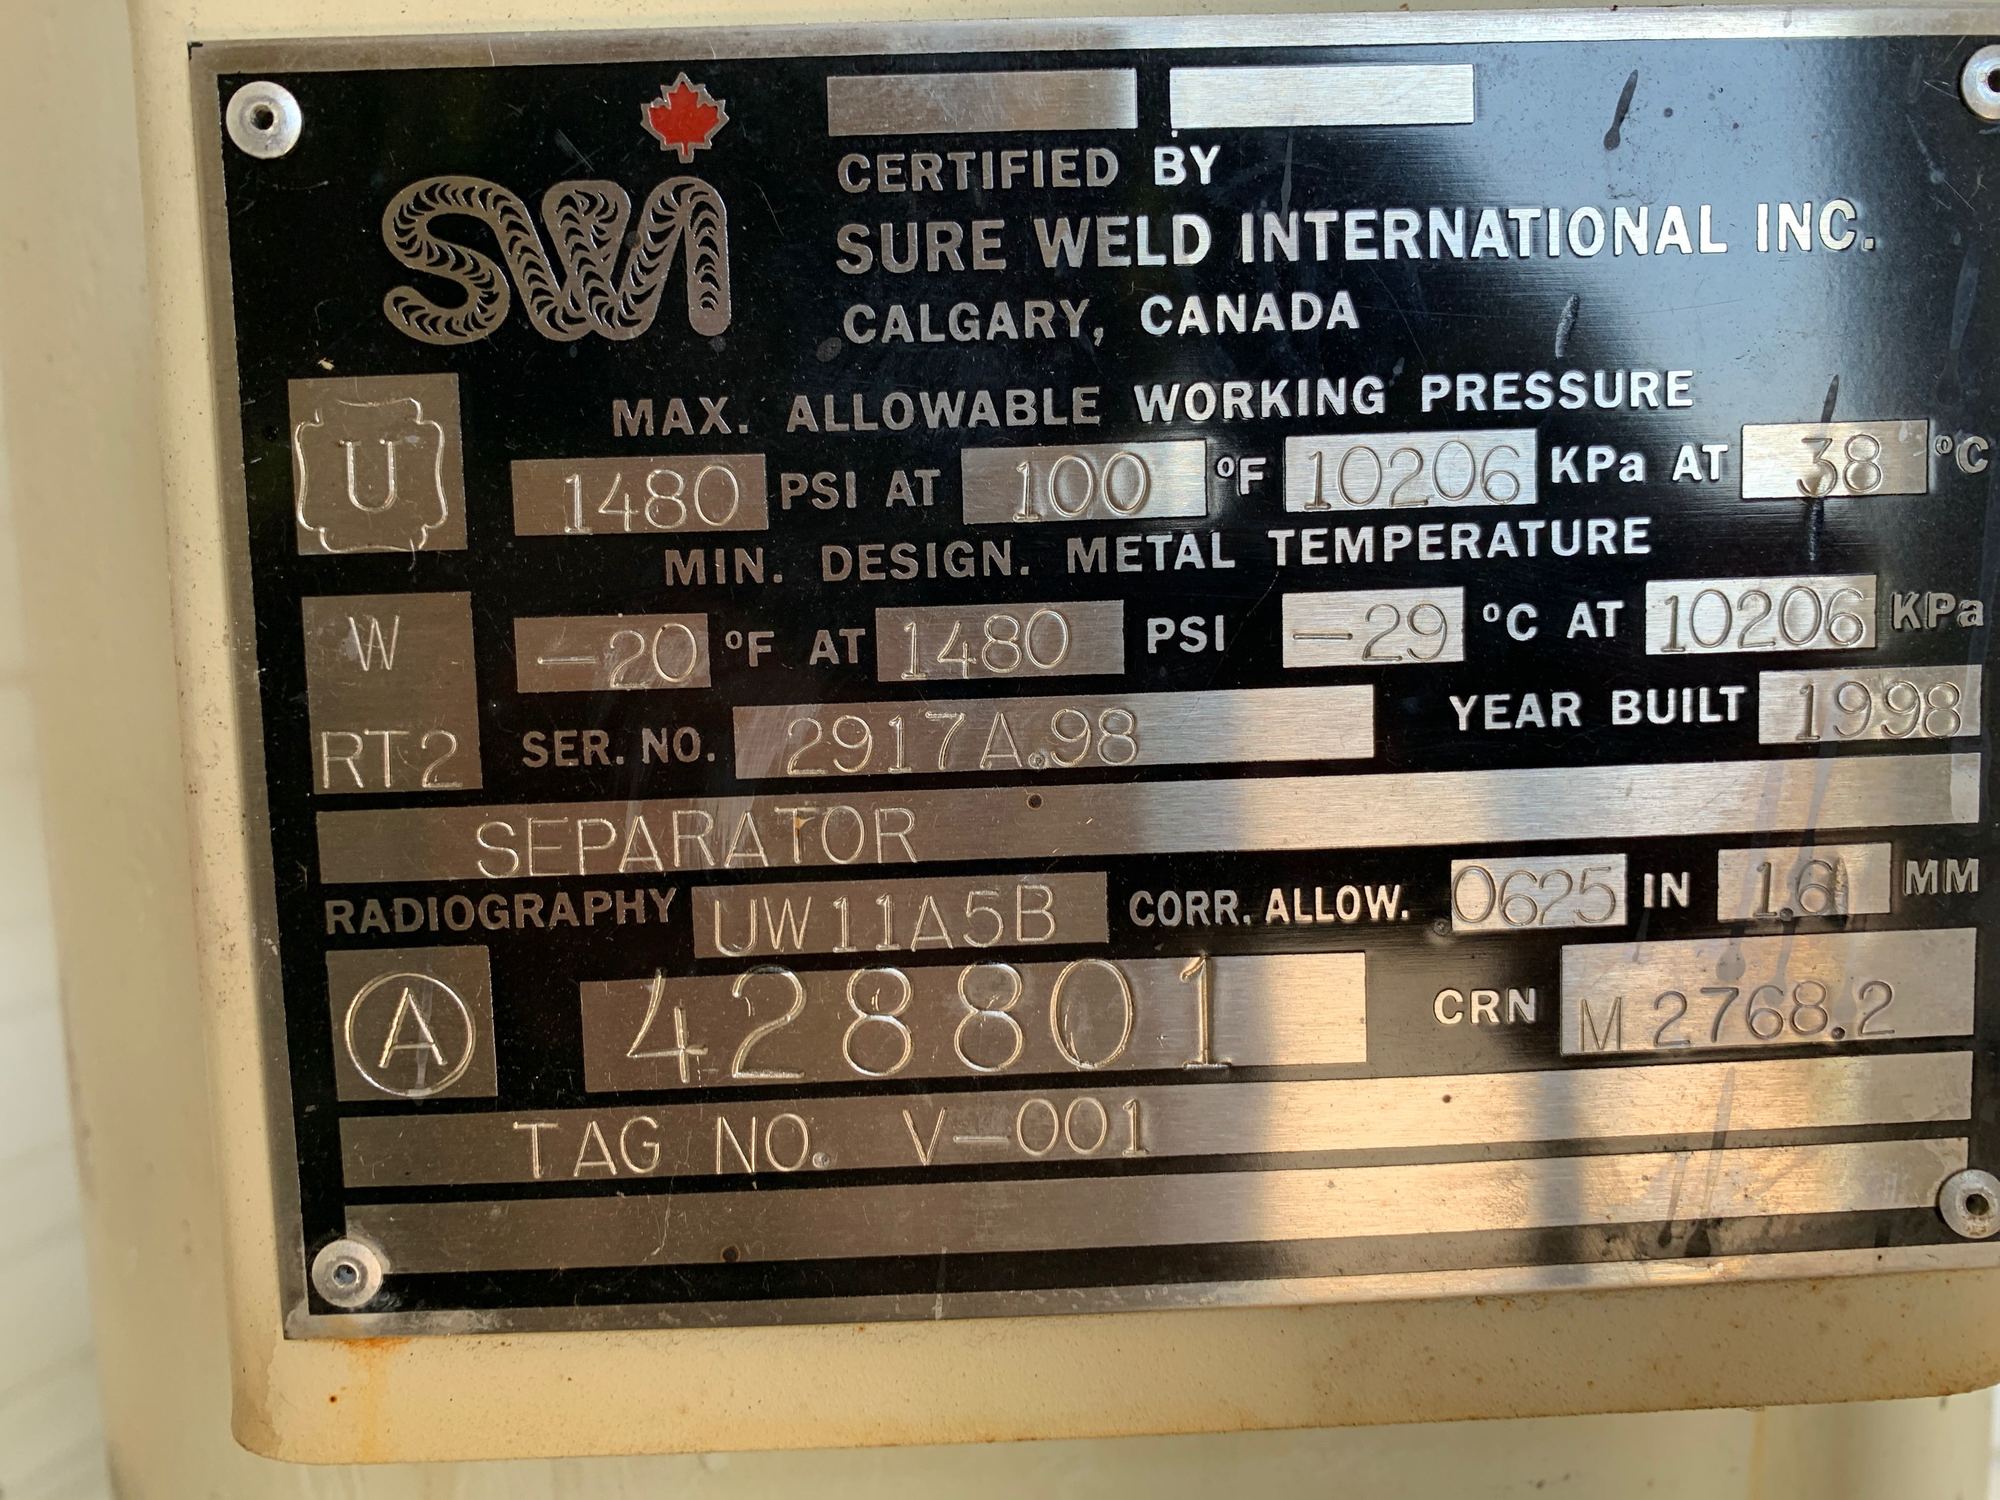 SWI
CERTIFIED BY
SURE WELD INTERNATIONAL INC.
CALGARY, CANADA
MAX. ALLOWABLE WORKING PRESSURE
U
1480 PSI AT 100 °F 10206 KPa AT 38 °C
MIN. DESIGN. METAL TEMPERATURE
W
-20 °F AT 1480 PSI -29 °C AT 10206 KPa
RT2
SER. NO. 2917A.98 YEAR BUILT 1998
SEPARATOR
RADIOGRAPHY UW11A5B CORR. ALLOW. .0625 IN 1.6 MM
A
428801 CRN M2768.2
TAG NO. V-001